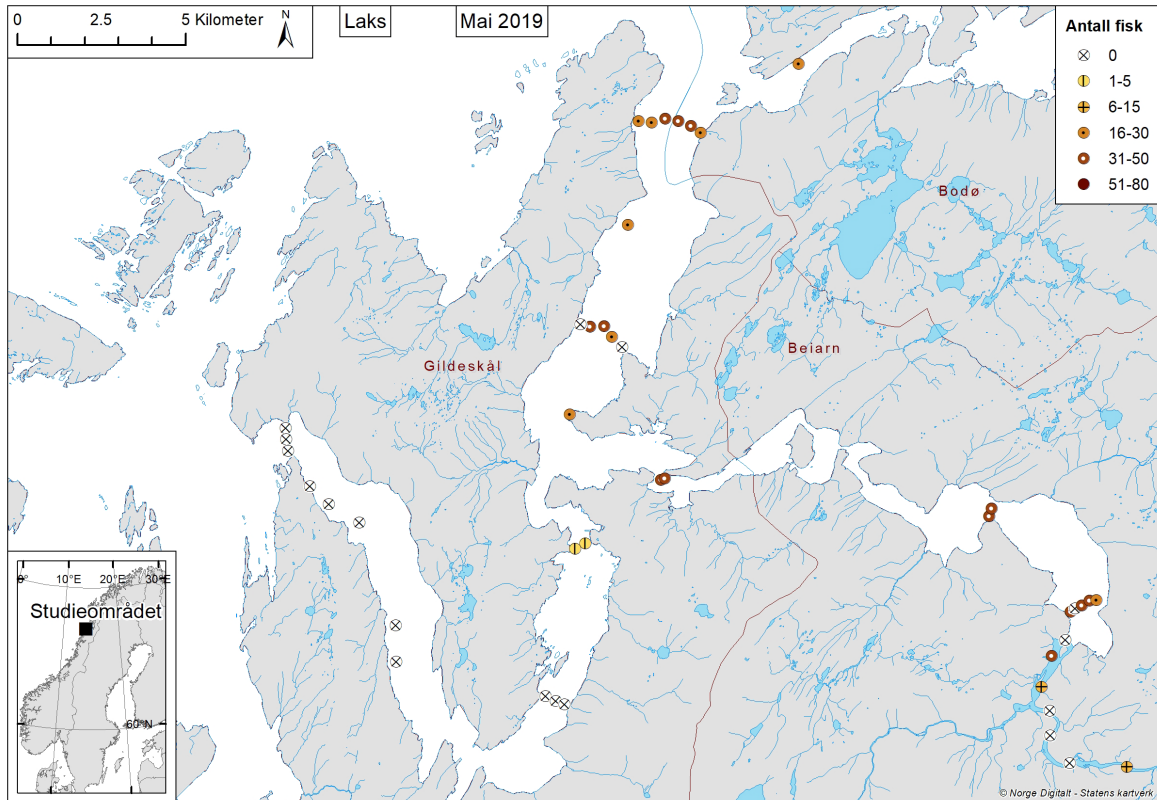 0 2.5 5 Kilometer
N
Laks
Mai 2019
Antall fisk
0
1-5
6-15
16-30
31-50
51-80
Bodø
Beiarn
Gildeskål
0° 10°E 20°E 30°E
Studieområdet
60°N
© Norge Digitalt - Statens kartverk